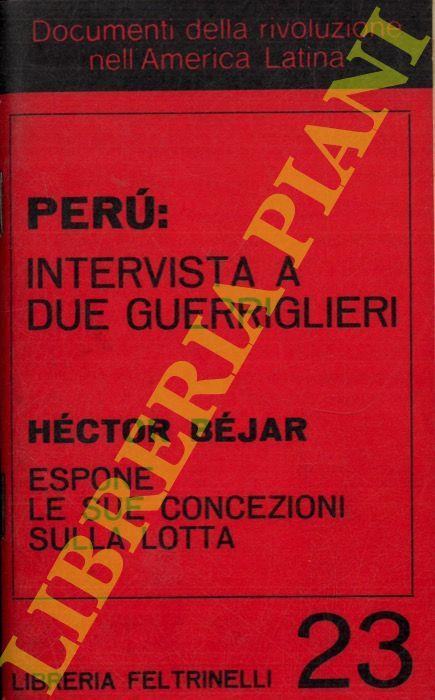 Documenti della rivoluzione
nell'America Latina
PERÚ:
INTERVISTA A
DUE GUERRIGLIERI
HÉCTOR BÉJAR
ESPONE
LE SUE CONCEZIONI
SULLA LOTTA
LIBRERIA FELTRINELLI 23
LIBRERIA PIANI